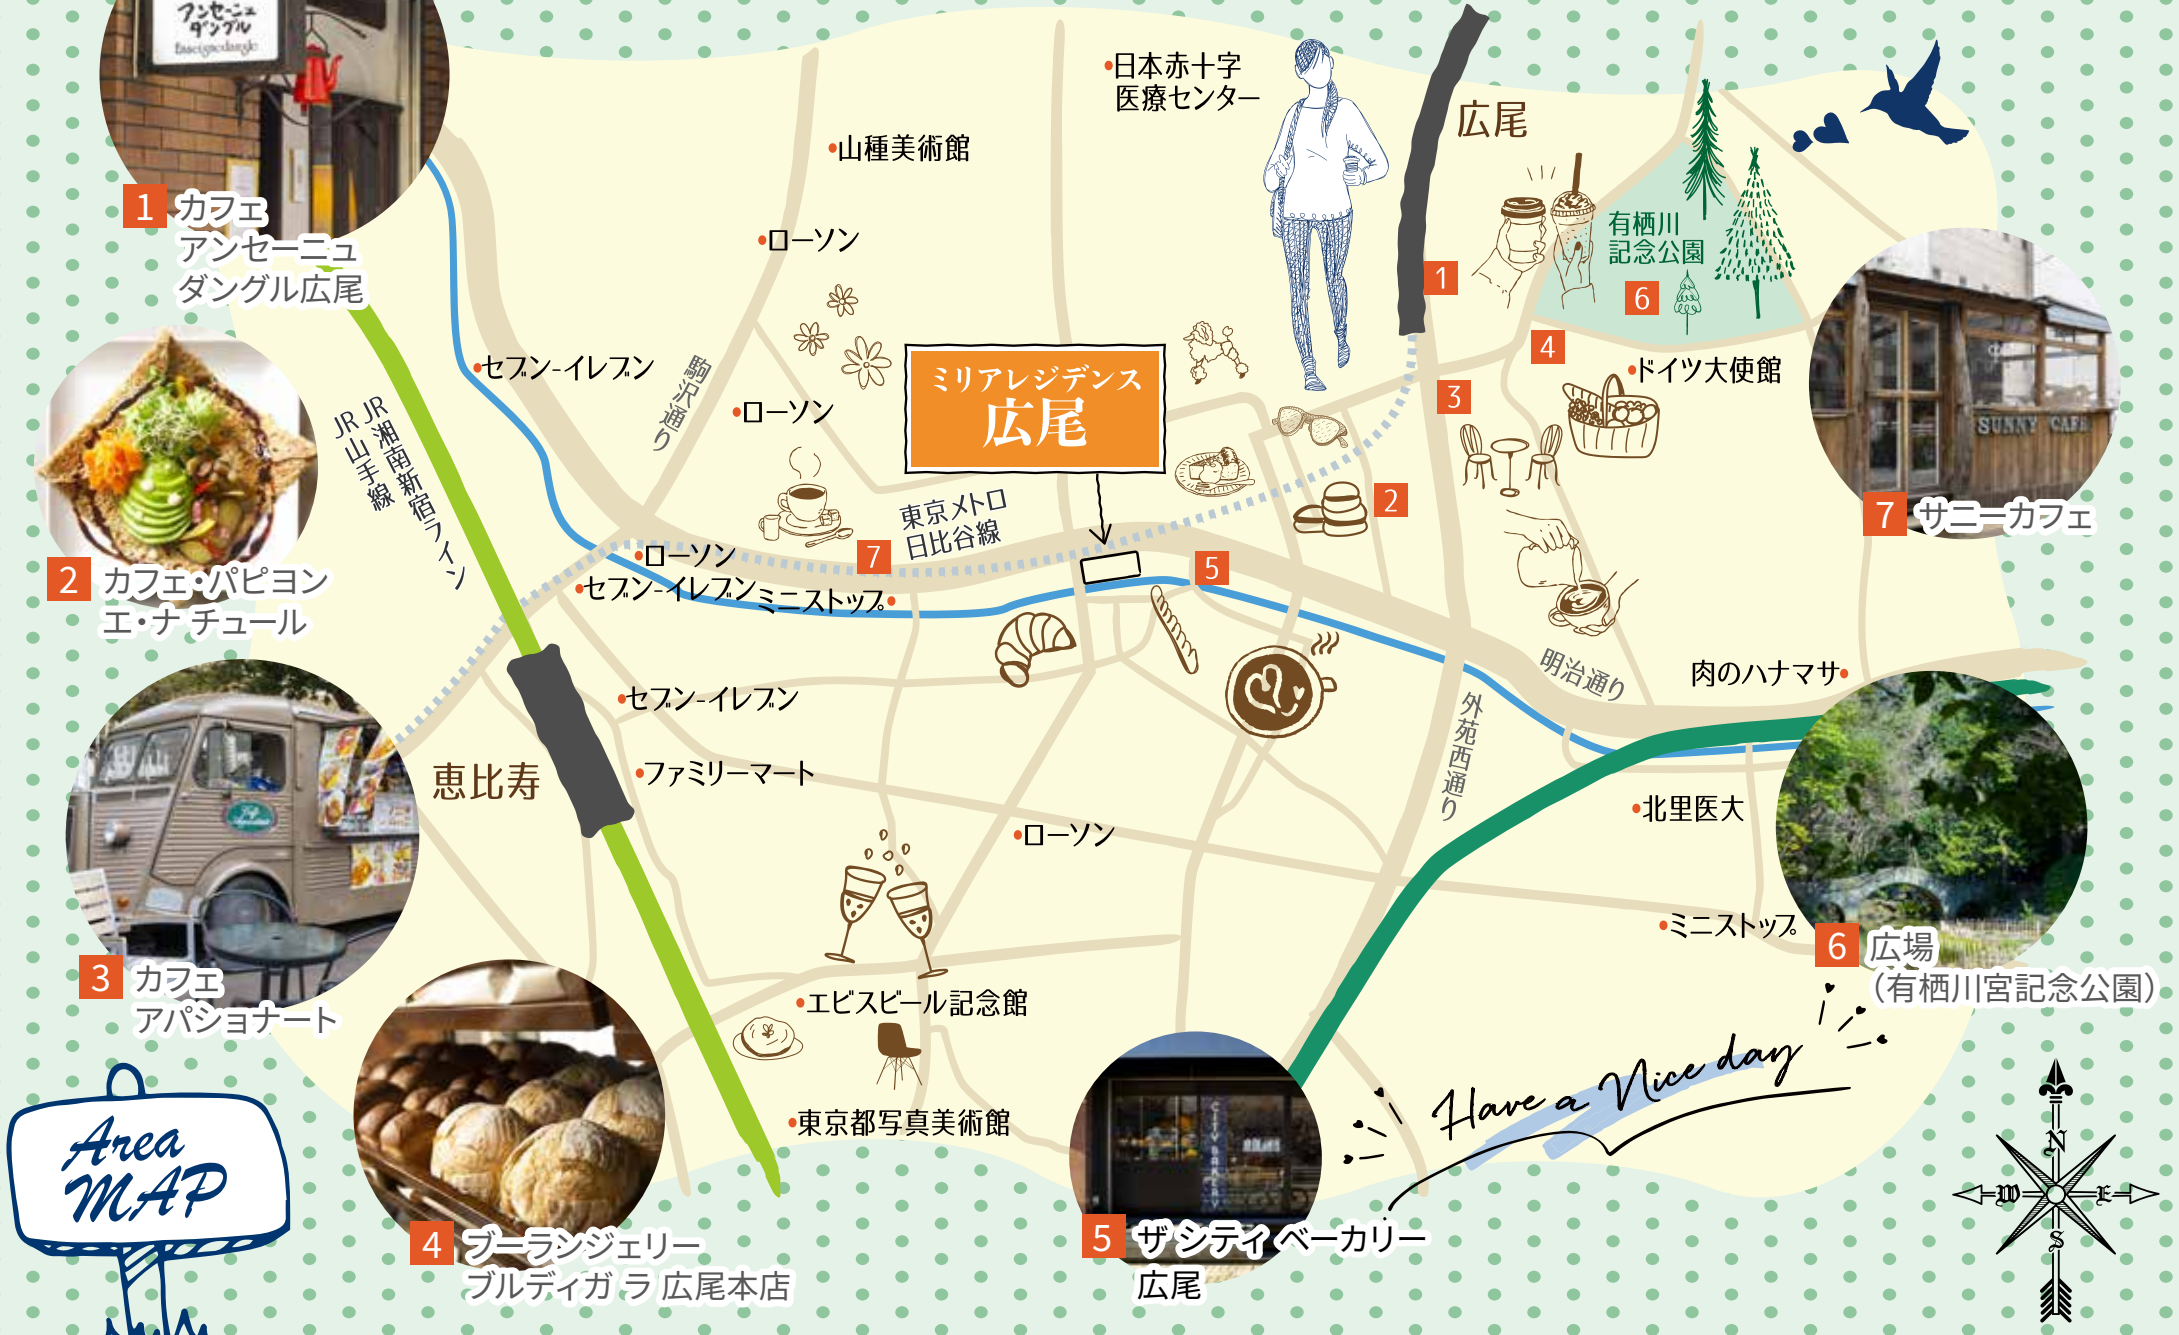 アンセーニュ
ダングル
1 カフェ
アンセーニュ
ダングル広尾
2 カフェ・パピヨン
エ・ナ チュール
3 カフェ
アパショナート
4 ブーランジェリー
ブルディガ ラ 広尾本店
5 ザ シティ ベーカリー
広尾
6 広場
（有栖川宮記念公園）
7 サニーカフェ
SUNNY CAFE
CITY BAKERY
日本赤十字
医療センター
広尾
山種美術館
ローソン
有栖川
記念公園
1
6
4
3
2
5
7
セブン-イレブン
駒沢通り
ローソン
ミリアレジデンス
広尾
ドイツ大使館
JR 湘南新宿ライン
JR 山手線
東京メトロ
日比谷線
ローソン
セブン-イレブン
ミニストップ
セブン-イレブン
明治通り
肉のハナマサ
外苑西通り
恵比寿
ファミリーマート
ローソン
北里医大
ミニストップ
エビスビール記念館
東京都写真美術館
Have a Nice day
Area
MAP
N
W
E
S